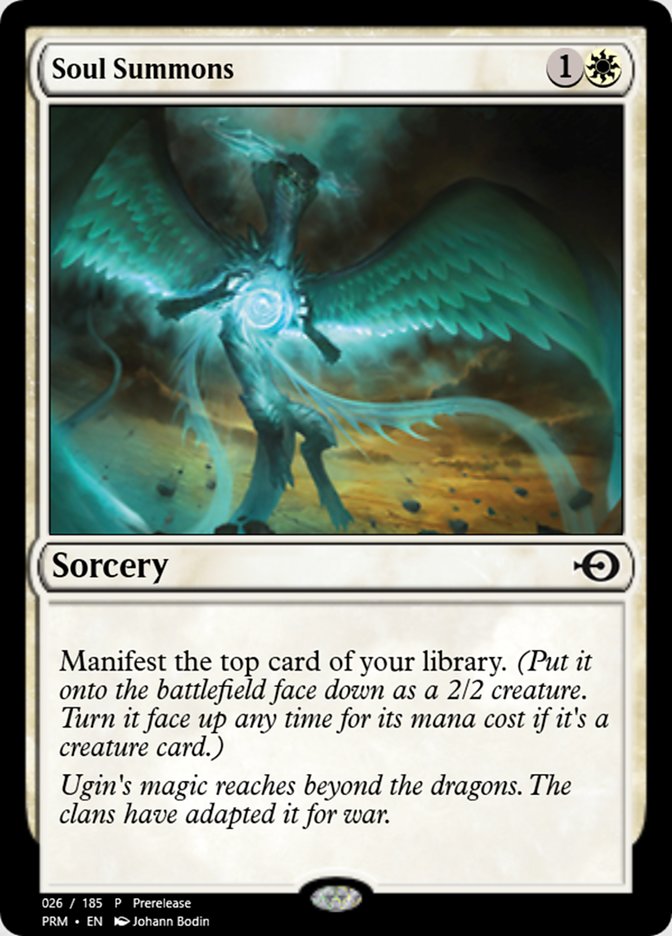 Soul Summons
1
Sorcery
Manifest the top card of your library. (Put it
onto the battlefield face down as a 2/2 creature.
Turn it face up any time for its mana cost if it's a
creature card.)
Ugin's magic reaches beyond the dragons. The
clans have adapted it for war.
026 / 185 P Prerelease
PRM • EN Johann Bodin